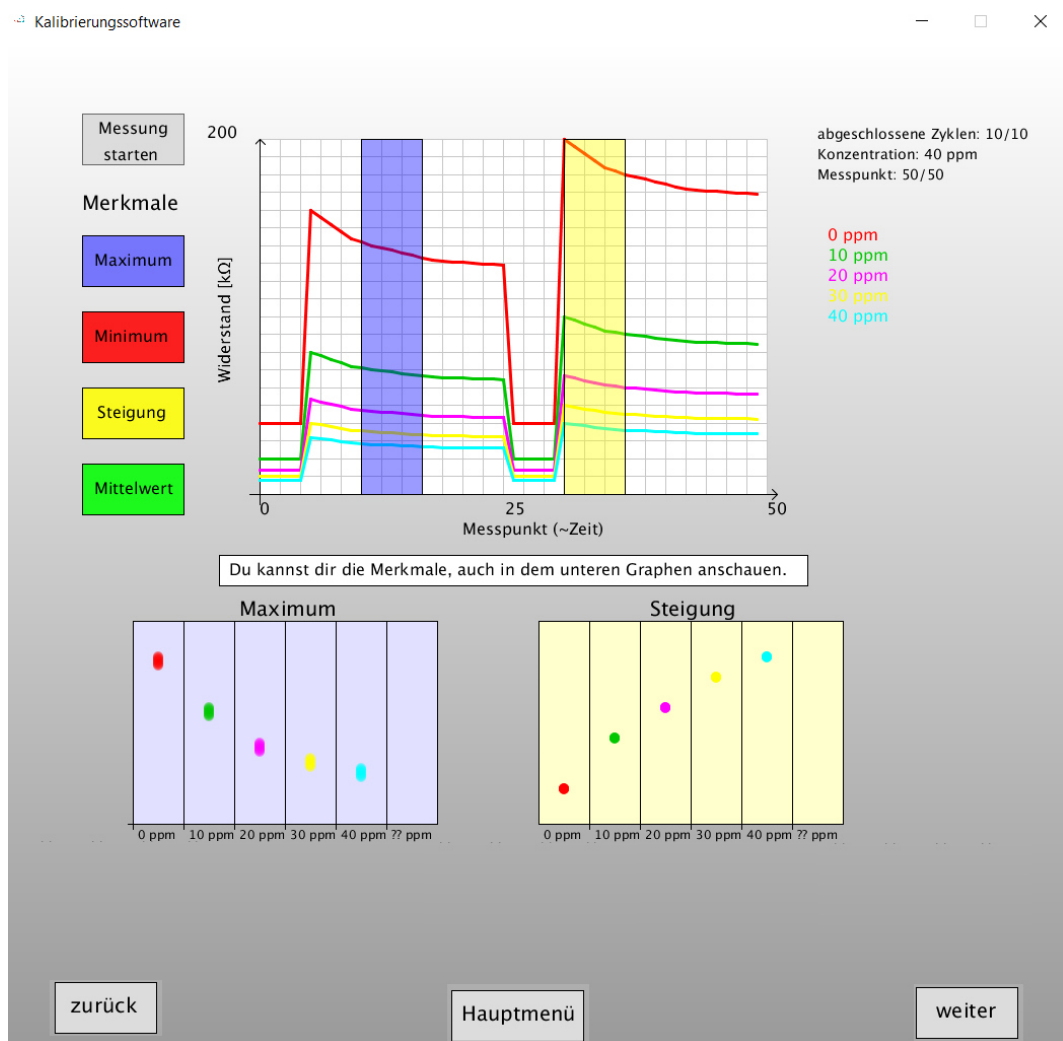 Kalibrierungssoftware
Messung
starten
Merkmale
Maximum
Minimum
Steigung
Mittelwert
200
Widerstand [kΩ]
0
25
50
Messpunkt (~Zeit)
abgeschlossene Zyklen: 10/10
Konzentration: 40 ppm
Messpunkt: 50/50
0 ppm
10 ppm
20 ppm
30 ppm
40 ppm
Du kannst dir die Merkmale, auch in dem unteren Graphen anschauen.
Maximum
0 ppm 10 ppm 20 ppm 30 ppm 40 ppm ?? ppm
Steigung
0 ppm 10 ppm 20 ppm 30 ppm 40 ppm ?? ppm
zurück
Hauptmenü
weiter